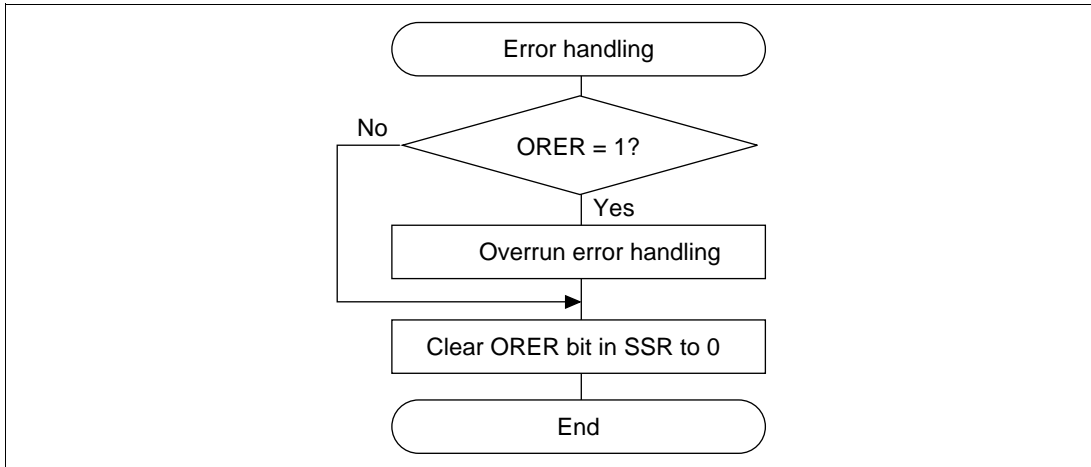 Error handling
No
ORER = 1?
Yes
Overrun error handling
Clear ORER bit in SSR to 0
End